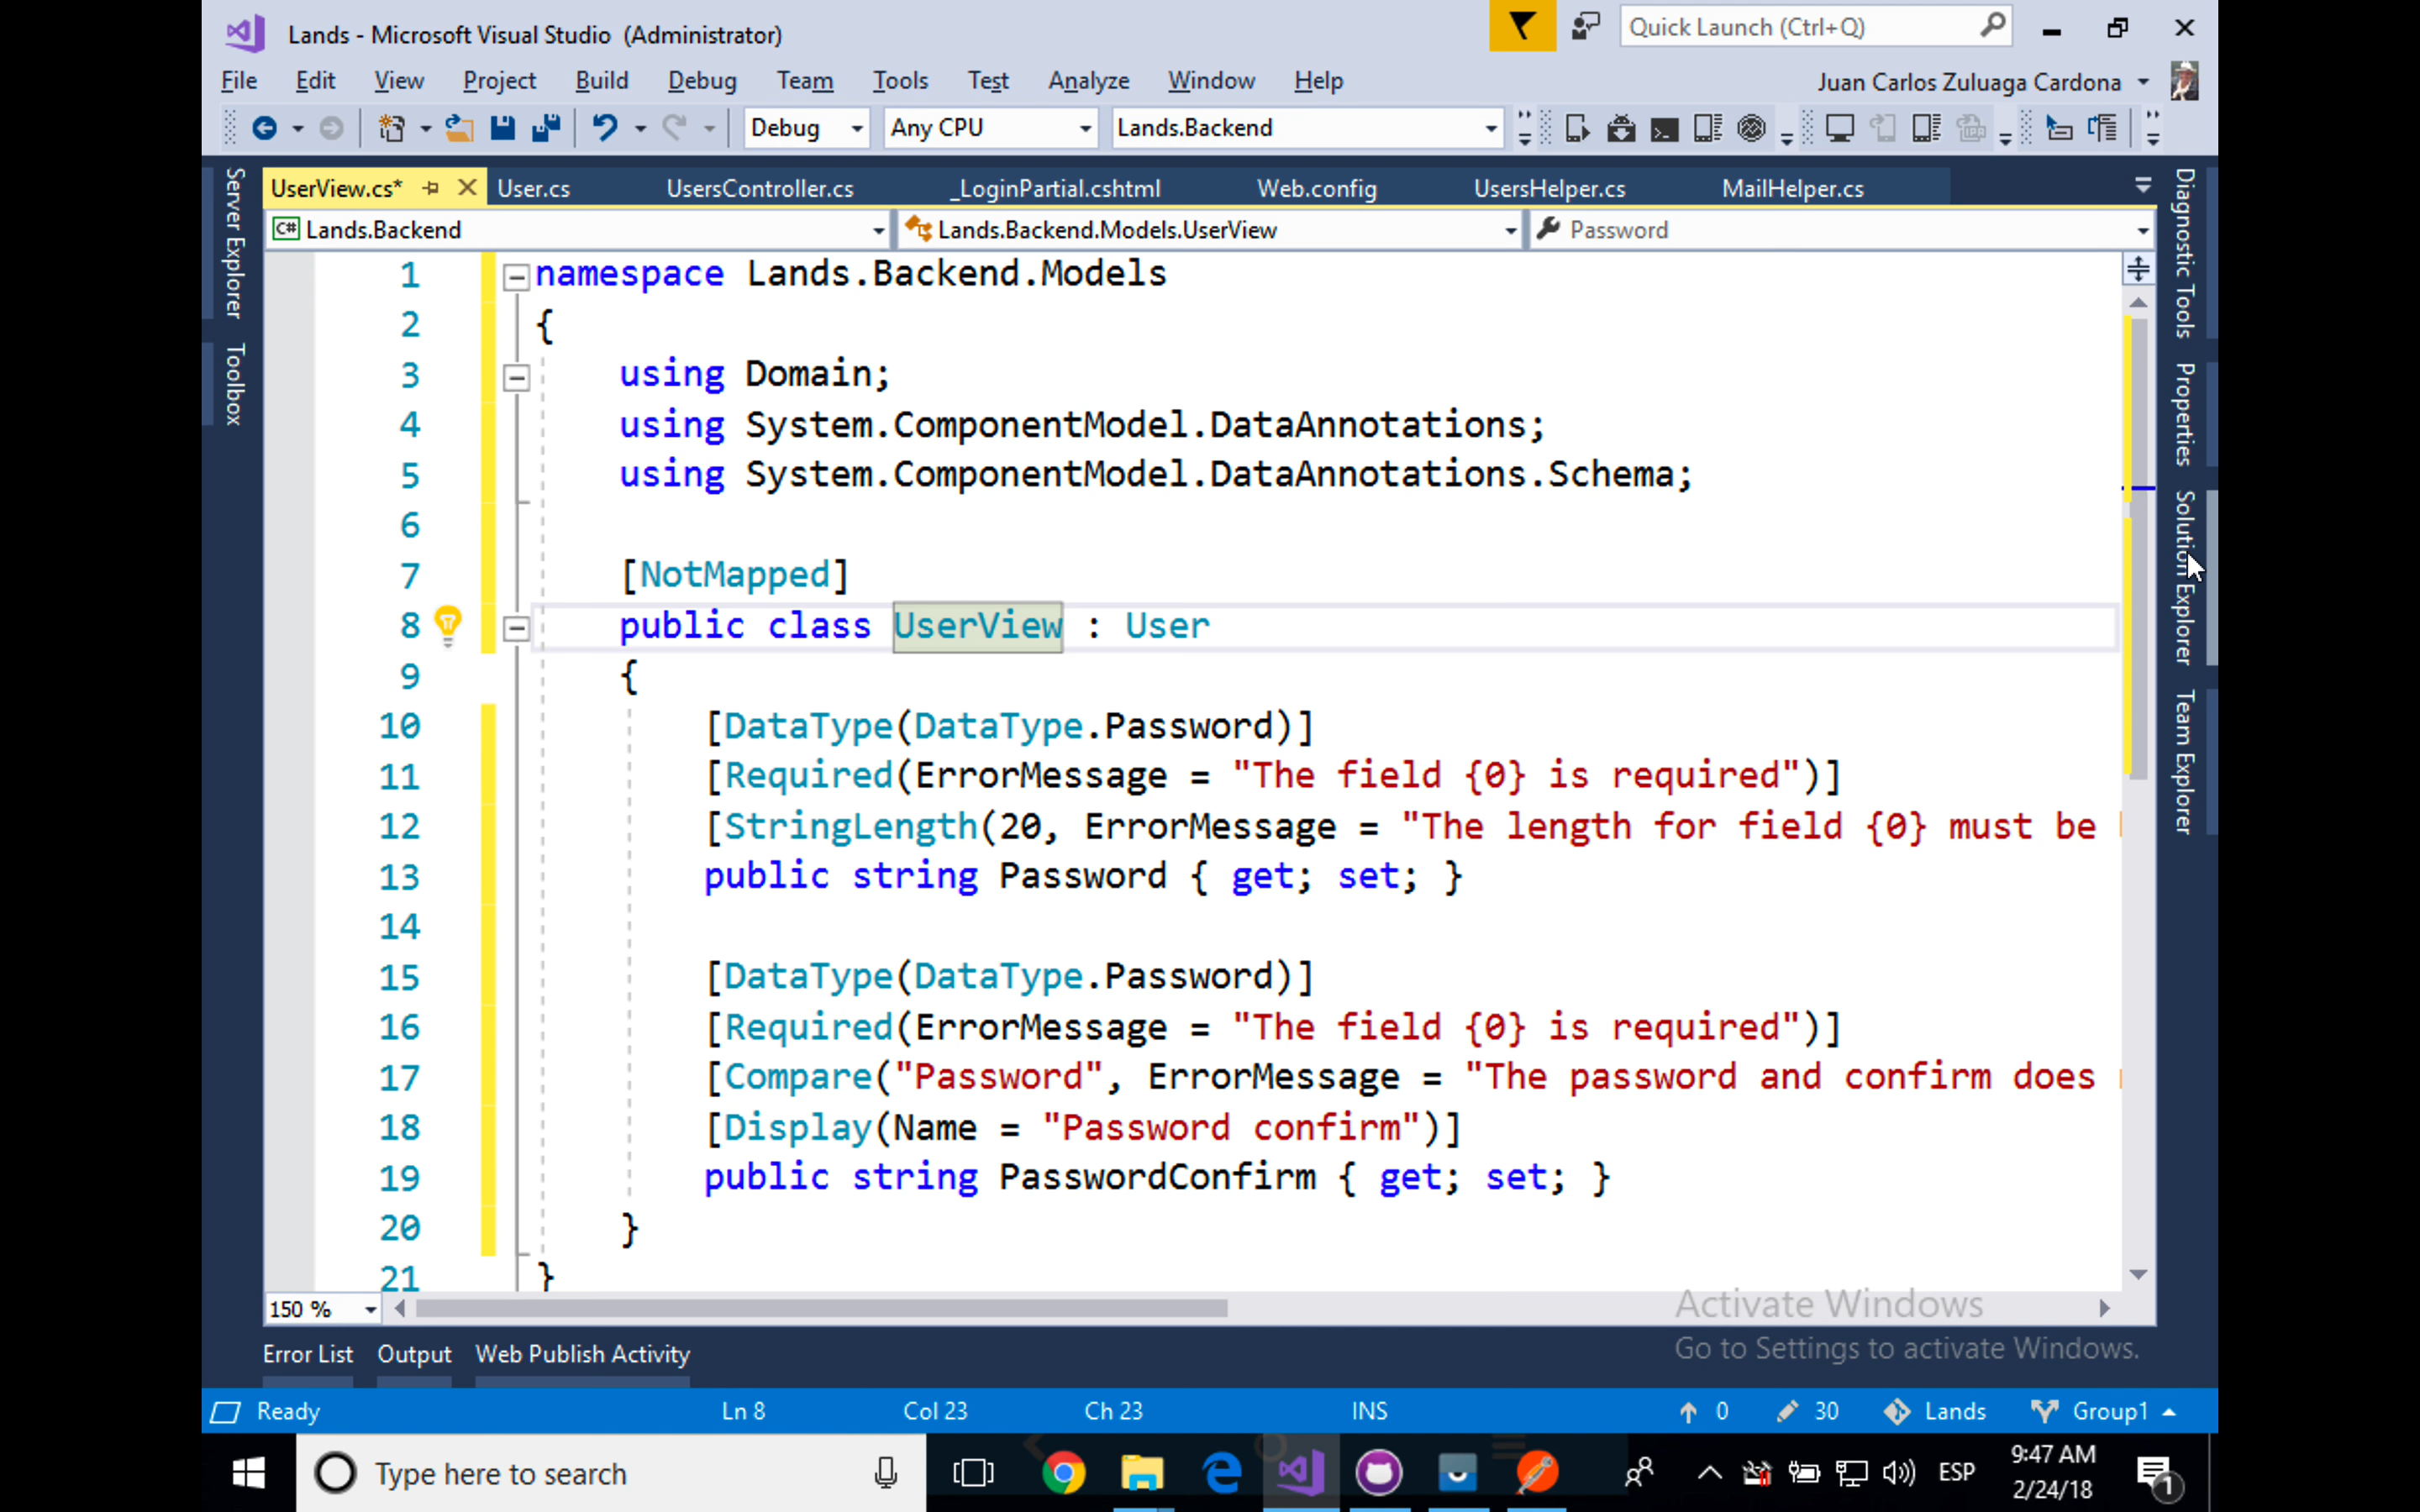 Lands - Microsoft Visual Studio (Administrator)
Quick Launch (Ctrl+Q)
File Edit View Project Build Debug Team Tools Test Analyze Window Help
Juan Carlos Zuluaga Cardona
Debug Any CPU Lands.Backend
UserView.cs* User.cs UsersController.cs _LoginPartial.cshtml Web.config UsersHelper.cs MailHelper.cs
C# Lands.Backend Lands.Backend.Models.UserView Password
Server Explorer
Toolbox
1 namespace Lands.Backend.Models
2 {
3 using Domain;
4 using System.ComponentModel.DataAnnotations;
5 using System.ComponentModel.DataAnnotations.Schema;
6
7 [NotMapped]
8 public class UserView : User
9 {
10 [DataType(DataType.Password)]
11 [Required(ErrorMessage = "The field {0} is required")]
12 [StringLength(20, ErrorMessage = "The length for field {0} must be
13 public string Password { get; set; }
14
15 [DataType(DataType.Password)]
16 [Required(ErrorMessage = "The field {0} is required")]
17 [Compare("Password", ErrorMessage = "The password and confirm does
18 [Display(Name = "Password confirm")]
19 public string PasswordConfirm { get; set; }
20 }
21 }
Diagnostic Tools
Properties
Solution Explorer
Team Explorer
150 %
Activate Windows
Go to Settings to activate Windows.
Error List Output Web Publish Activity
Ready Ln 8 Col 23 Ch 23 INS 0 30 Lands Group1
Type here to search
ESP
9:47 AM
2/24/18
1